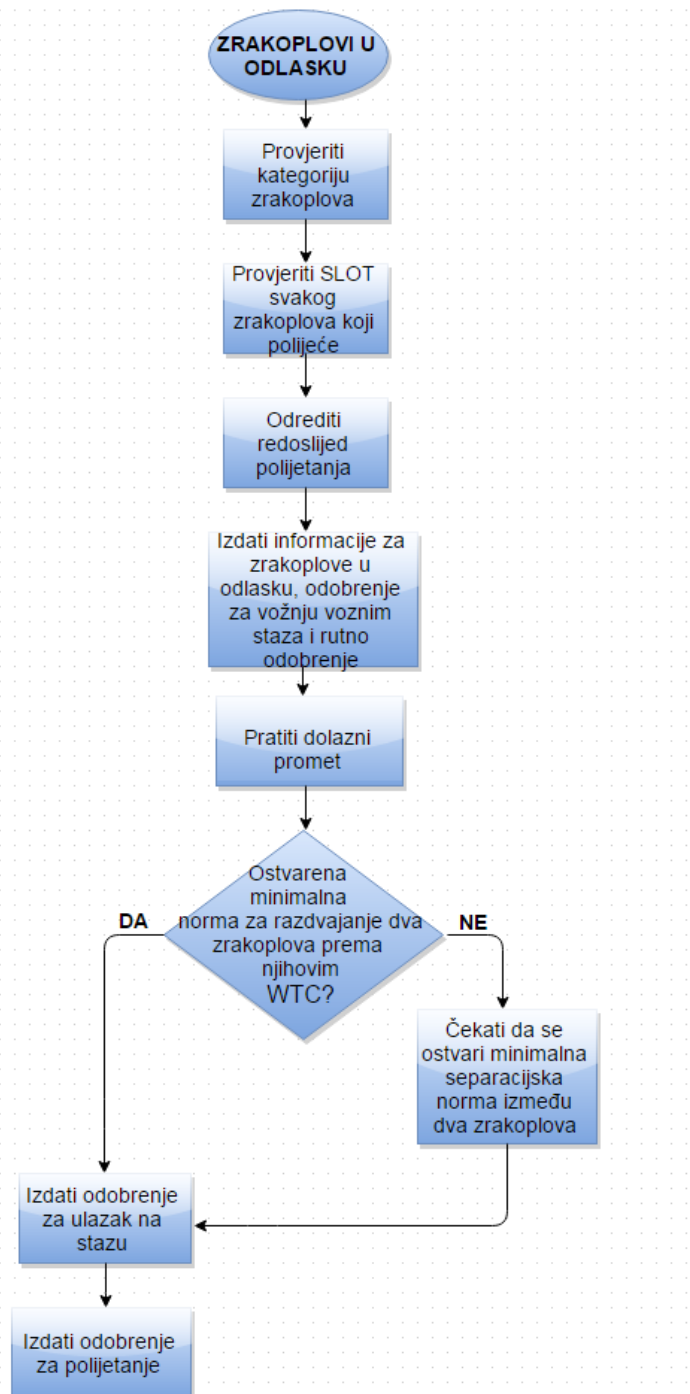 ZRAKOPLOVI U
ODLASKU
Provjeriti
kategoriju
zrakoplova
Provjeriti SLOT
svakog
zrakoplova koji
polijeće
Odrediti
redoslijed
polijetanja
Izdati informacije za
zrakoplove u
odlasku, odobrenje
za vožnju voznim
staza i rutno
odobrenje
Pratiti dolazni
promet
Ostvarena
minimalna
norma za razdvajanje dva
zrakoplova prema
njihovim
WTC?
DA
NE
Čekati da se
ostvari minimalna
separacijska
norma između
dva zrakoplova
Izdati odobrenje
za ulazak na
stazu
Izdati odobrenje
za polijetanje